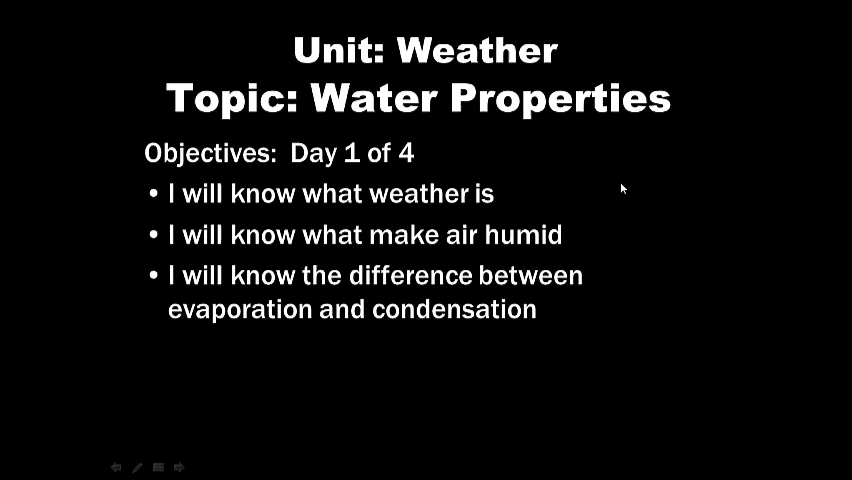 Unit: Weather
Topic: Water Properties
Objectives: Day 1 of 4
• I will know what weather is
• I will know what make air humid
• I will know the difference between
evaporation and condensation